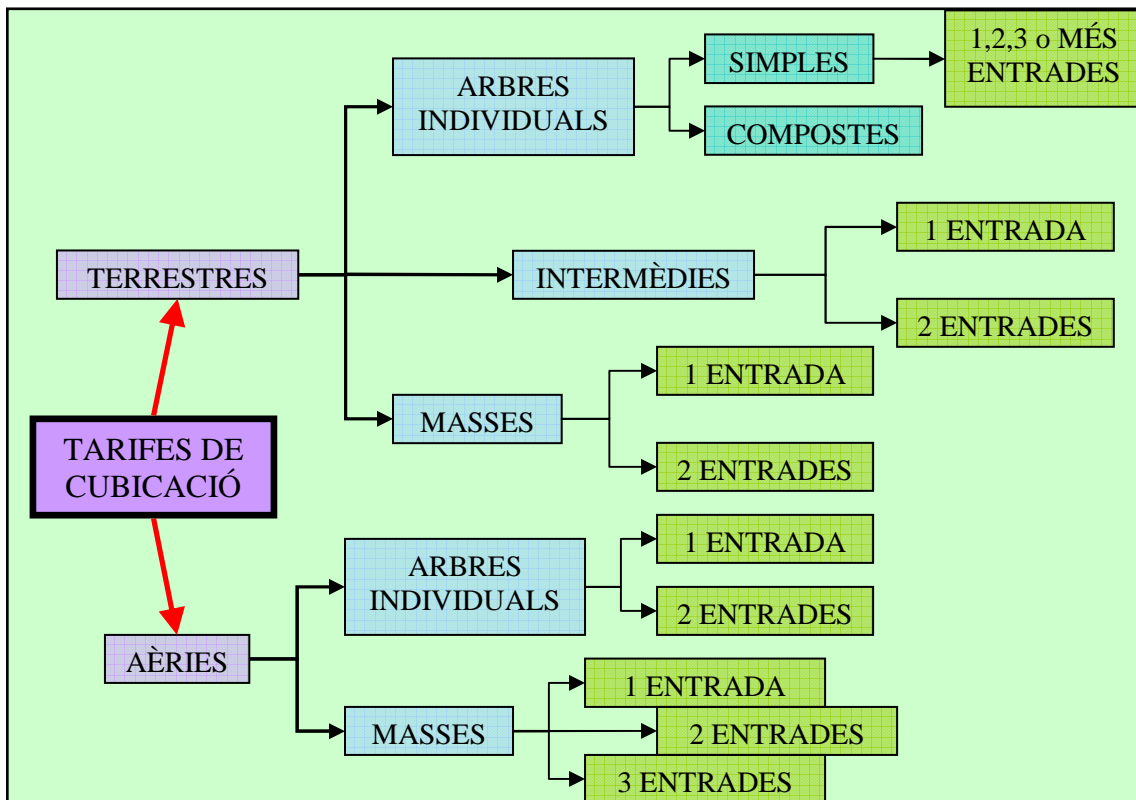 1,2,3 o MÉS
ENTRADES
SIMPLES
ARBRES
INDIVIDUALS
COMPOSTES
1 ENTRADA
TERRESTRES
INTERMÈDIES
2 ENTRADES
1 ENTRADA
MASSES
2 ENTRADES
TARIFES DE
CUBICACIÓ
ARBRES
INDIVIDUALS
1 ENTRADA
2 ENTRADES
AÈRIES
1 ENTRADA
MASSES
2 ENTRADES
3 ENTRADES